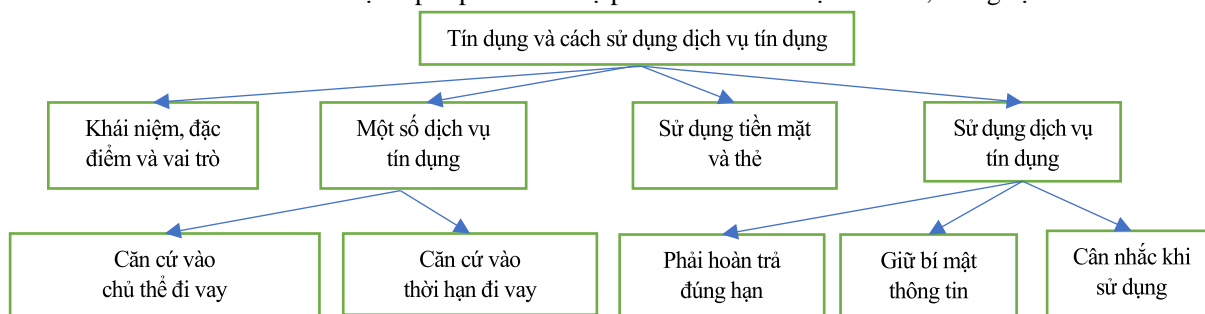 Tín dụng và cách sử dụng dịch vụ tín dụng
Khái niệm, đặc
điểm và vai trò
Một số dịch vụ
tín dụng
Sử dụng tiền mặt
và thẻ
Sử dụng dịch vụ
tín dụng
Căn cứ vào
chủ thể đi vay
Căn cứ vào
thời hạn đi vay
Phải hoàn trả
đúng hạn
Giữ bí mật
thông tin
Cân nhắc khi
sử dụng